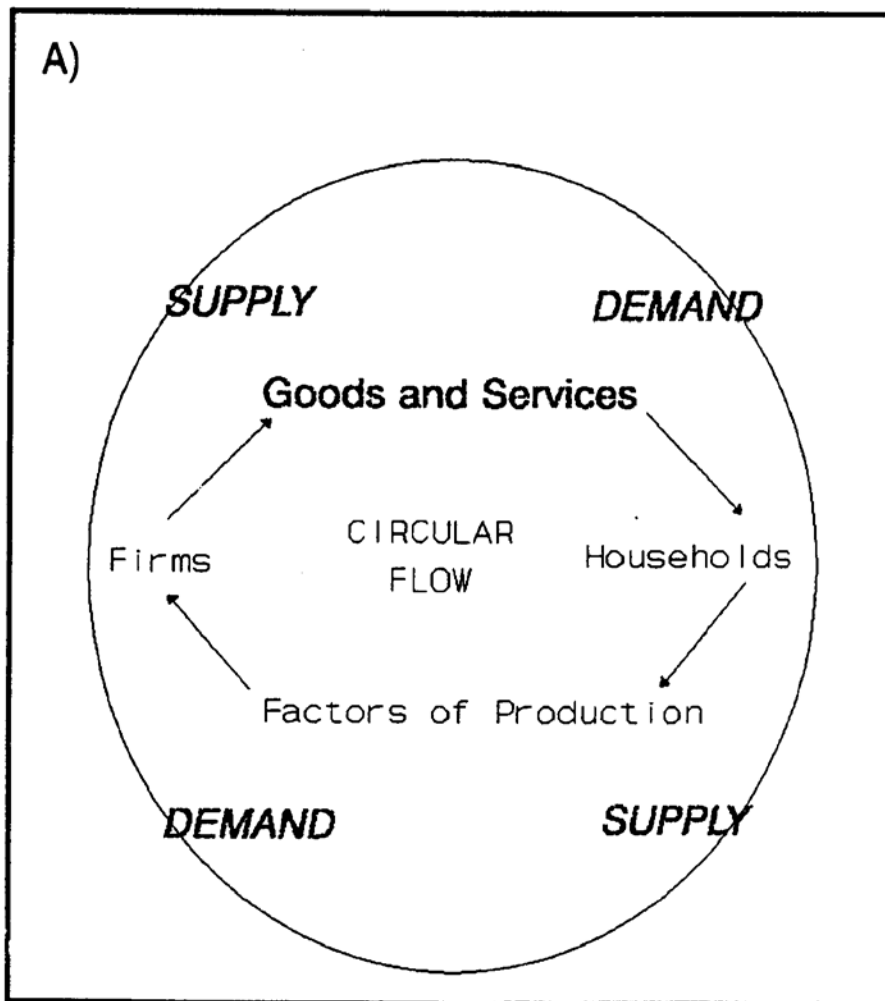 A)
SUPPLY
DEMAND
Goods and Services
Firms
CIRCULAR
FLOW
Households
Factors of Production
DEMAND
SUPPLY